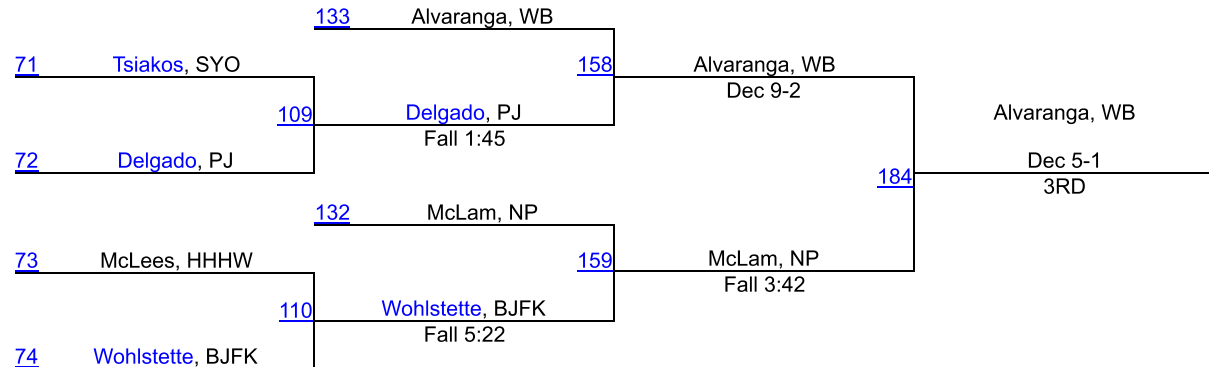 133 Alvaranga, WB
71 Tsiakos, SYO
158 Alvaranga, WB
Dec 9-2
109 Delgado, PJ
Fall 1:45
Alvaranga, WB
72 Delgado, PJ
Dec 5-1
184
3RD
132 McLam, NP
73 McLees, HHHW
159 McLam, NP
Fall 3:42
110 Wohlstette, BJFK
Fall 5:22
74 Wohlstette, BJFK